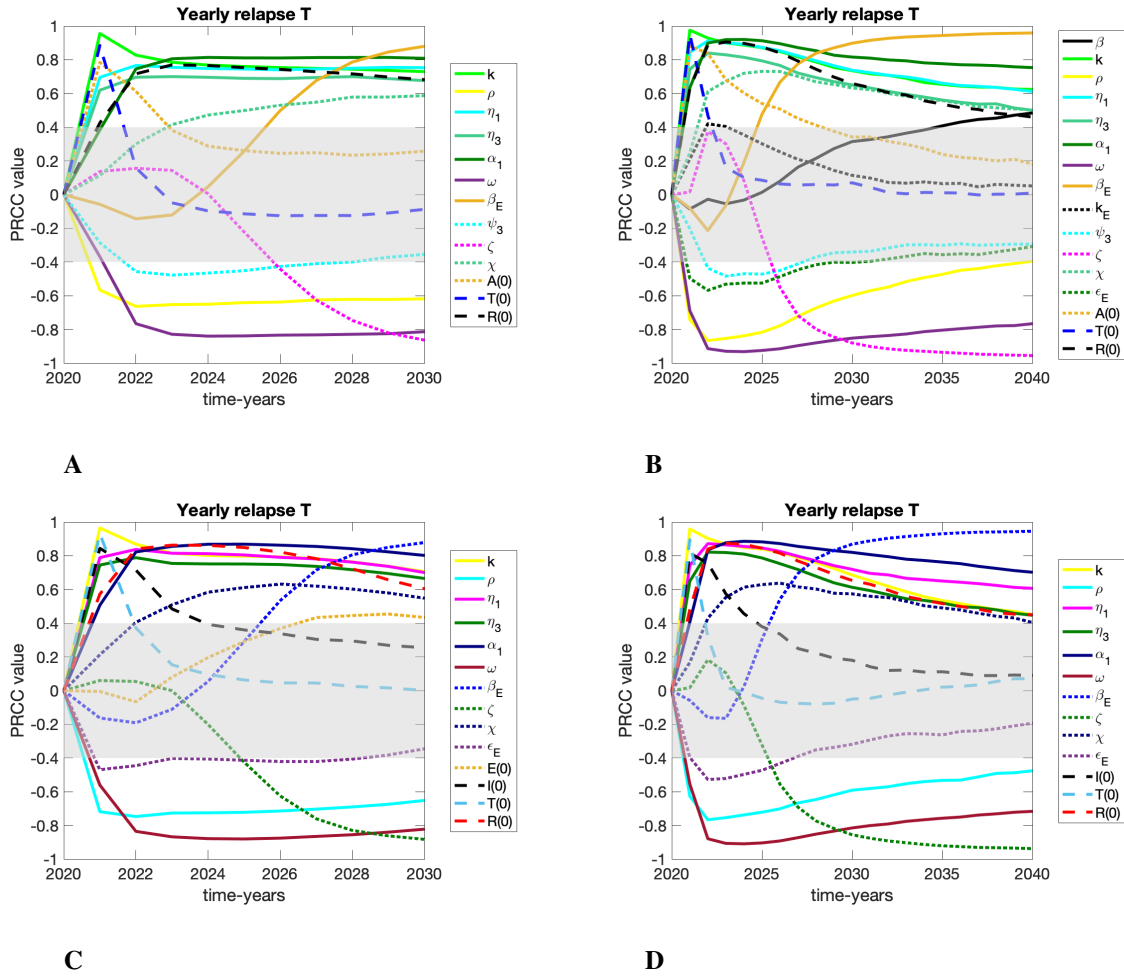 Yearly relapse T
PRCC value
1
0.8
0.6
0.4
0.2
0
-0.2
-0.4
-0.6
-0.8
-1
2020
2022
2024
2026
2028
2030
time-years
k
ρ
η1
η3
α1
ω
βE
ψ3
ζ
χ
A(0)
T(0)
R(0)
A
Yearly relapse T
PRCC value
1
0.8
0.6
0.4
0.2
0
-0.2
-0.4
-0.6
-0.8
-1
2020
2025
2030
2035
2040
time-years
β
k
ρ
η1
η3
α1
ω
βE
kE
ψ3
ζ
χ
ϵE
A(0)
T(0)
R(0)
B
Yearly relapse T
PRCC value
1
0.8
0.6
0.4
0.2
0
-0.2
-0.4
-0.6
-0.8
-1
2020
2022
2024
2026
2028
2030
time-years
k
ρ
η1
η3
α1
ω
βE
ζ
χ
ϵE
E(0)
I(0)
T(0)
R(0)
C
Yearly relapse T
PRCC value
1
0.8
0.6
0.4
0.2
0
-0.2
-0.4
-0.6
-0.8
-1
2020
2025
2030
2035
2040
time-years
k
ρ
η1
η3
α1
ω
βE
ζ
χ
ϵE
I(0)
T(0)
R(0)
D